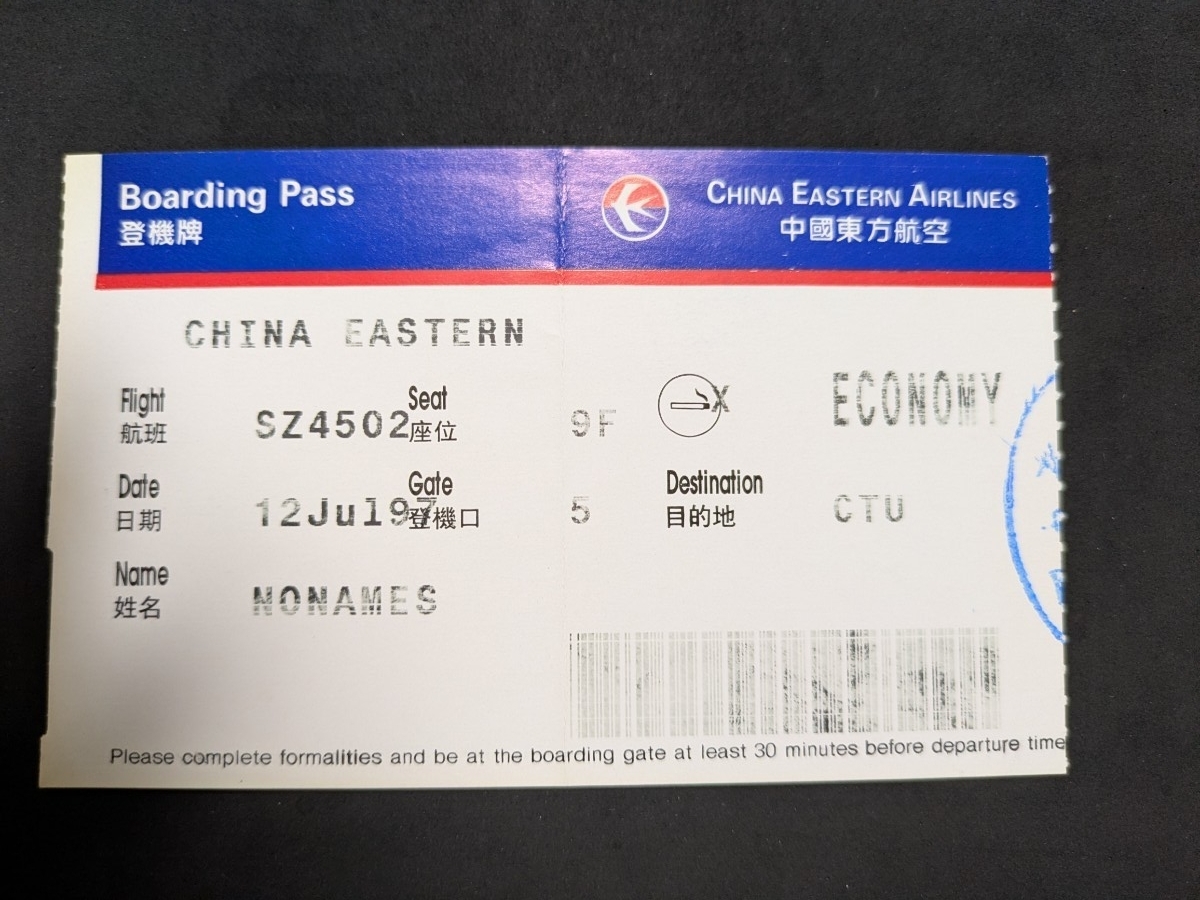 Boarding Pass
登機牌
CHINA EASTERN AIRLINES
中國東方航空
CHINA EASTERN
Flight
航班
SZ4502
Seat
座位
9F
X
ECONOMY
Date
日期
12Jul97
Gate
登機口
5
Destination
目的地
CTU
Name
姓名
NONAMES
Please complete formalities and be at the boarding gate at least 30 minutes before departure time